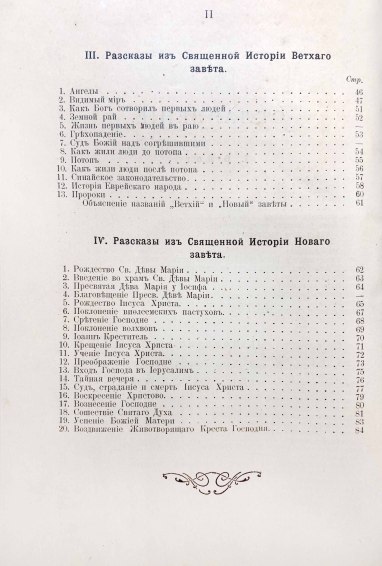 II
III. Разсказы изъ Священной Исторіи Ветхаго
завѣта.
Стр.
1. Ангелы 46
2. Видимый міръ 47
3. Какъ Богъ сотворилъ первыхъ людей 51
4. Земной рай 52
5. Жизнь первыхъ людей въ раю —
6. Грѣхопаденіе 53
7. Судъ Божій надъ согрѣшившими —
8. Какъ жили люди до потопа 54
9. Потопъ 55
10. Какъ жили люди послѣ потопа 56
11. Синайское законодательство 57
12. Исторія Еврейскаго народа 58
13. Пророки 60
Объясненіе названій „Ветхій“ и „Новый“ завѣты 61
IV. Разсказы изъ Священной Исторіи Новаго
завѣта.
1. Рождество Св. Дѣвы Маріи 62
2. Введеніе во храмъ Св. Дѣвы Маріи 63
3. Пресвятая Дѣва Марія у Іосифа 64
4. Благовѣщеніе Пресв. Дѣвѣ Маріи —
5. Рождество Іисуса Христа 65
6. Поклоненіе виѳлеемскихъ пастуховъ 67
7. Срѣтеніе Господне 68
8. Поклоненіе волхвовъ 69
9. Іоаннъ Креститель 70
10. Крещеніе Іисуса Христа 71
11. Ученіе Іисуса Христа 72
12. Преображеніе Господне 73
13. Входъ Господа въ Іерусалимъ 75
14. Тайная вечеря 76
15. Судъ, страданіе и смерть Іисуса Христа 77
16. Воскресеніе Христово 79
17. Вознесеніе Господне 80
18. Сошествіе Святаго Духа 81
19. Успеніе Божіей Матери 83
20. Воздвиженіе Животворящаго Креста Господня 84